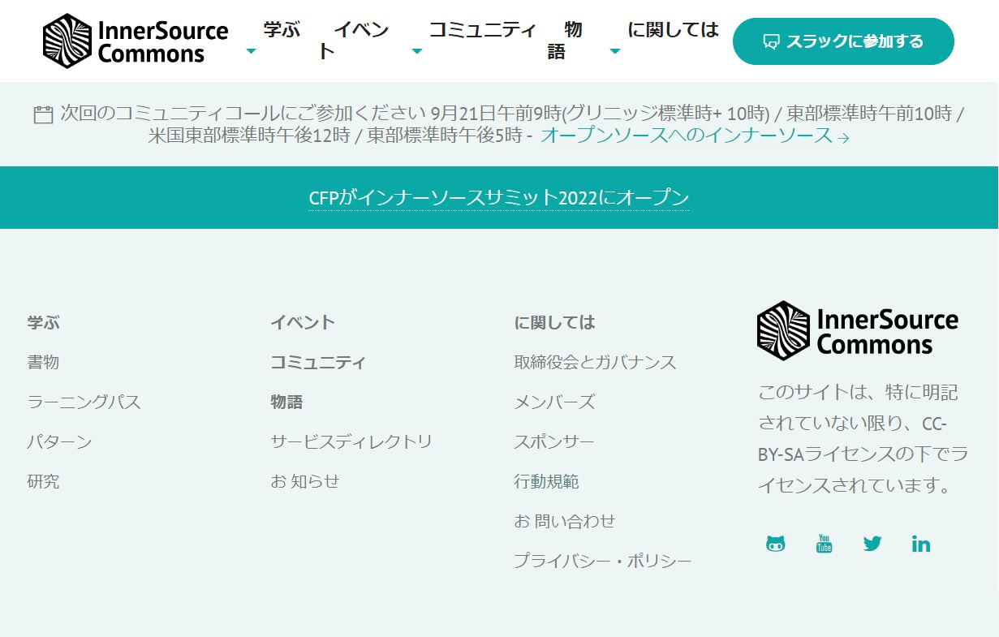 InnerSource Commons
学ぶ
イベント
コミュニティ
物語
に関しては
スラックに参加する
次回のコミュニティコールにご参加ください 9月21日午前9時(グリニッジ標準時+ 10時) / 東部標準時午前10時 /
米国東部標準時午後12時 / 東部標準時午後5時 - オープンソースへのインナーソース →
CFPがインナーソースサミット2022にオープン
学ぶ
書物
ラーニングパス
パターン
研究
イベント
コミュニティ
物語
サービスディレクトリ
お 知らせ
に関しては
取締役会とガバナンス
メンバーズ
スポンサー
行動規範
お 問い合わせ
プライバシー・ポリシー
InnerSource
Commons
このサイトは、特に明記
されていない限り、CC-
BY-SAライセンスの下でラ
イセンスされています。
You
Tube
in